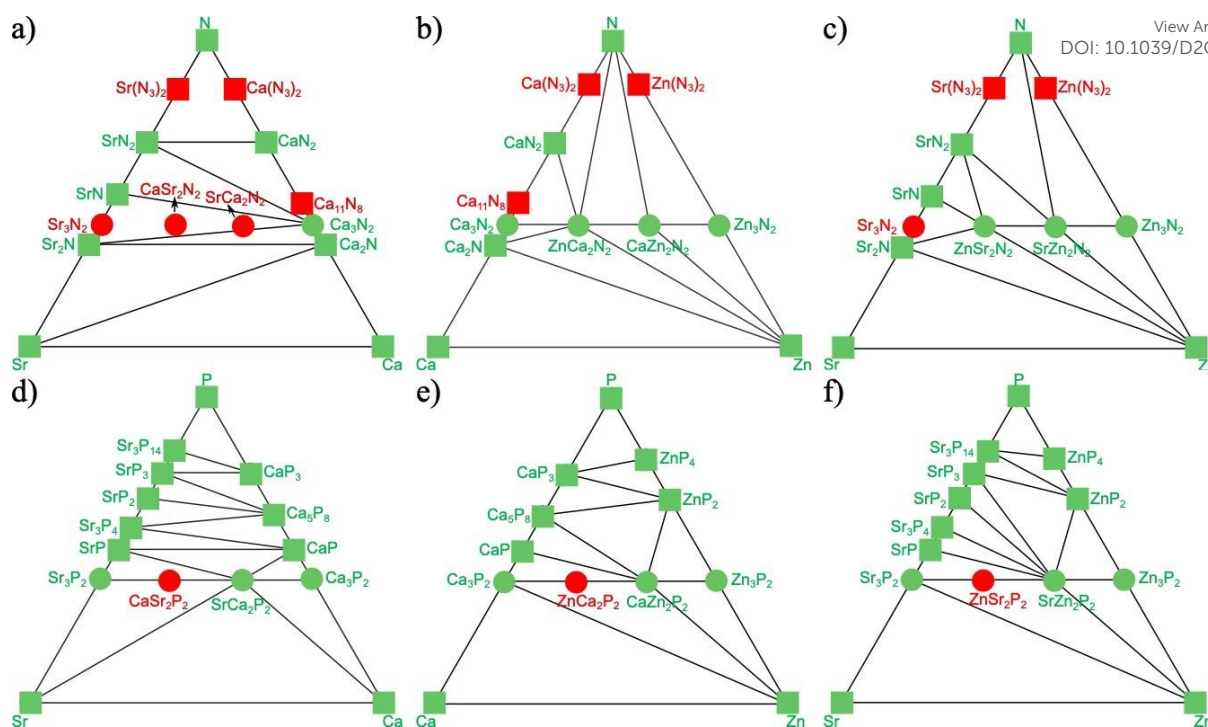 a)
N
Sr(N₃)₂
Ca(N₃)₂
SrN₂
CaN₂
SrN
CaSr₂N₂
SrCa₂N₂
Ca₁₁N₈
Sr₃N₂
Ca₃N₂
Sr₂N
Ca₂N
Sr
Ca
b)
N
Ca(N₃)₂
Zn(N₃)₂
CaN₂
Ca₁₁N₈
Ca₃N₂
Zn₃N₂
Ca₂N
ZnCa₂N₂
CaZn₂N₂
Ca
Zn
c)
View Ar
DOI: 10.1039/D2
N
Sr(N₃)₂
Zn(N₃)₂
SrN₂
SrN
Sr₃N₂
Zn₃N₂
Sr₂N
ZnSr₂N₂
SrZn₂N₂
Sr
d)
P
Sr₃P₁₄
SrP₃
CaP₃
SrP₂
Ca₅P₈
Sr₃P₄
SrP
CaP
Sr₃P₂
Ca₃P₂
CaSr₂P₂
SrCa₂P₂
Sr
Ca
e)
P
ZnP₄
CaP₃
ZnP₂
Ca₅P₈
CaP
Ca₃P₂
Zn₃P₂
ZnCa₂P₂
CaZn₂P₂
Ca
Zn
f)
P
Sr₃P₁₄
ZnP₄
SrP₃
SrP₂
ZnP₂
Sr₃P₄
SrP
Sr₃P₂
Zn₃P₂
ZnSr₂P₂
SrZn₂P₂
Sr